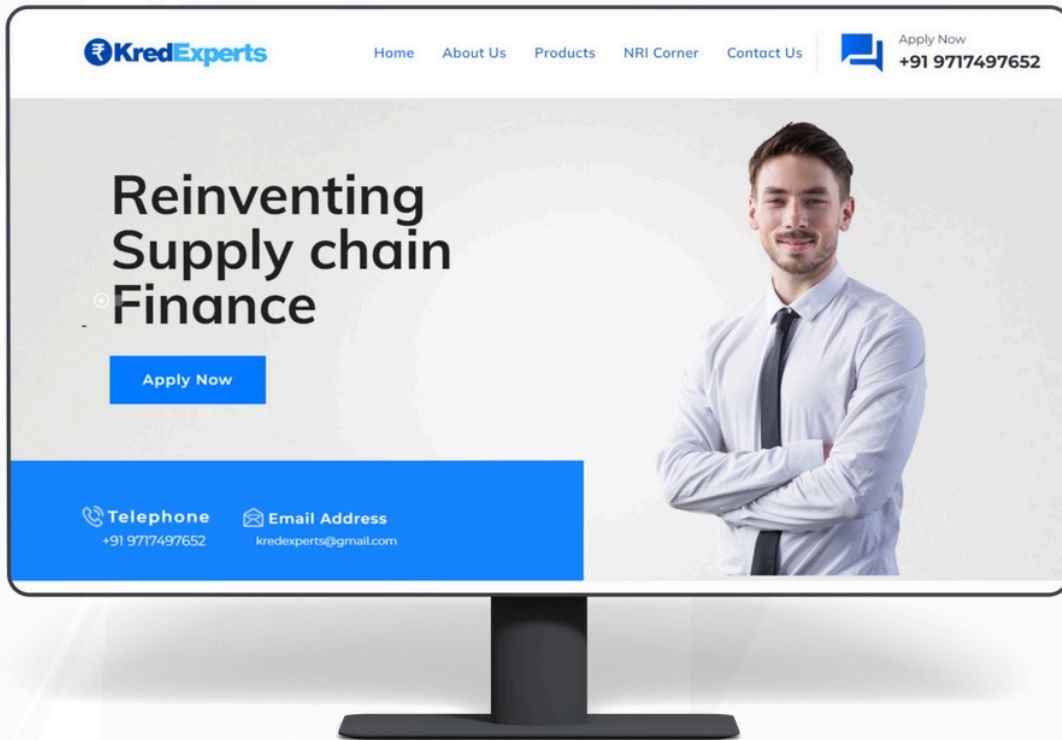 KredExperts
Home About Us Products NRI Corner Contact Us
Apply Now
+91 9717497652
Reinventing
Supply chain
Finance
Apply Now
Telephone
+91 9717497652
Email Address
kredexperts@gmail.com